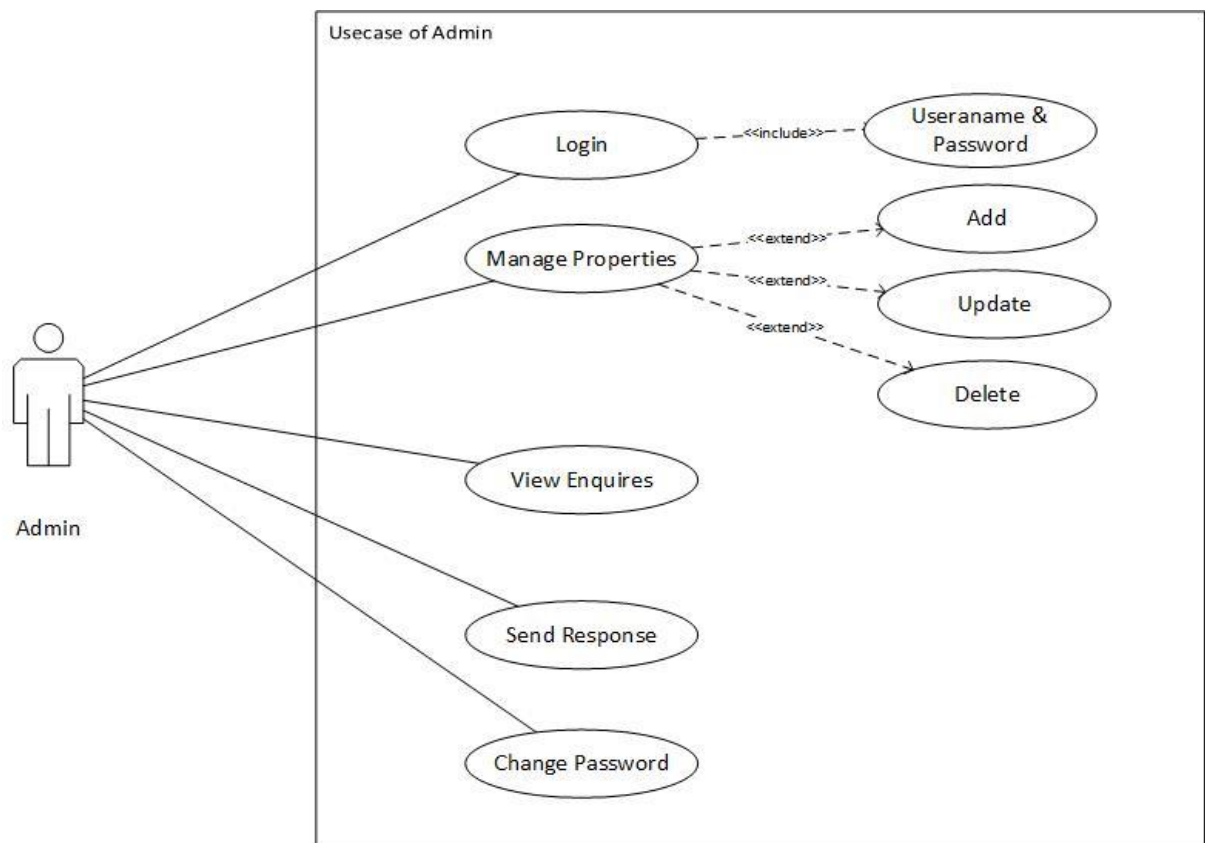 Usecase of Admin
Login
<<include>>
Useraname &
Password
Manage Properties
<<extend>>
Add
<<extend>>
Update
<<extend>>
Delete
View Enquires
Admin
Send Response
Change Password